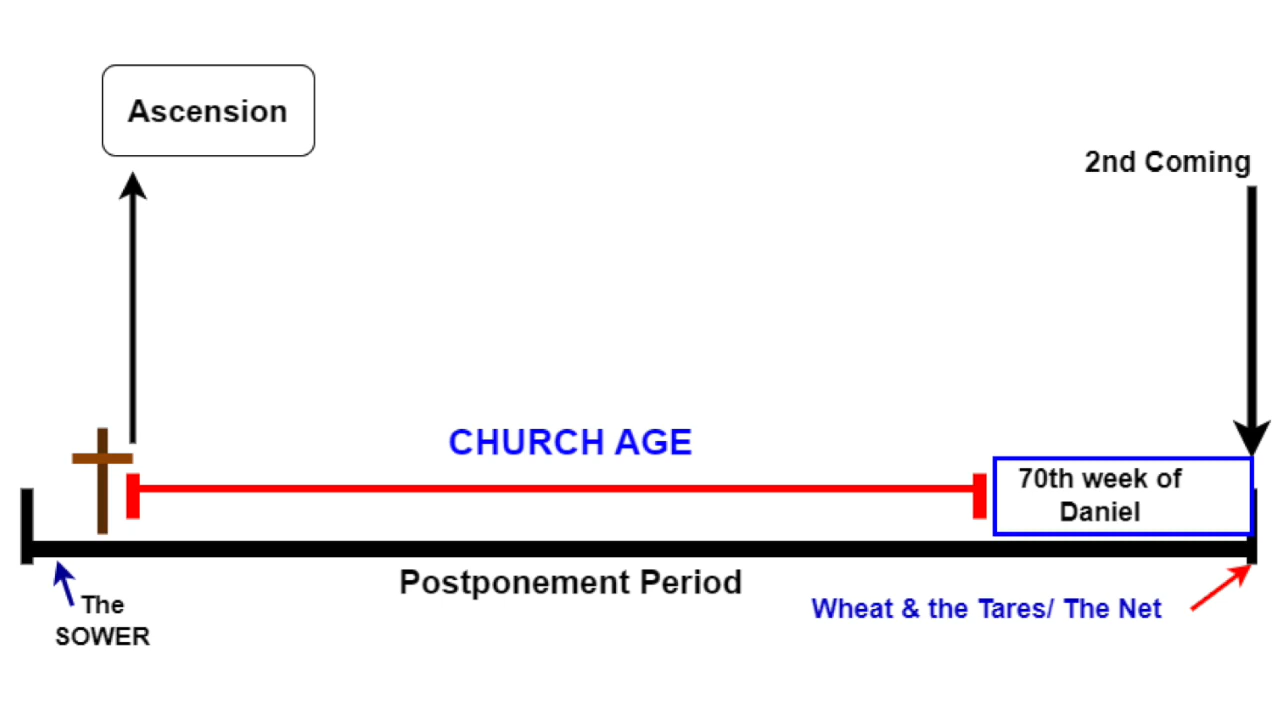 Ascension
2nd Coming
CHURCH AGE
70th week of
Daniel
Postponement Period
The
SOWER
Wheat & the Tares/ The Net